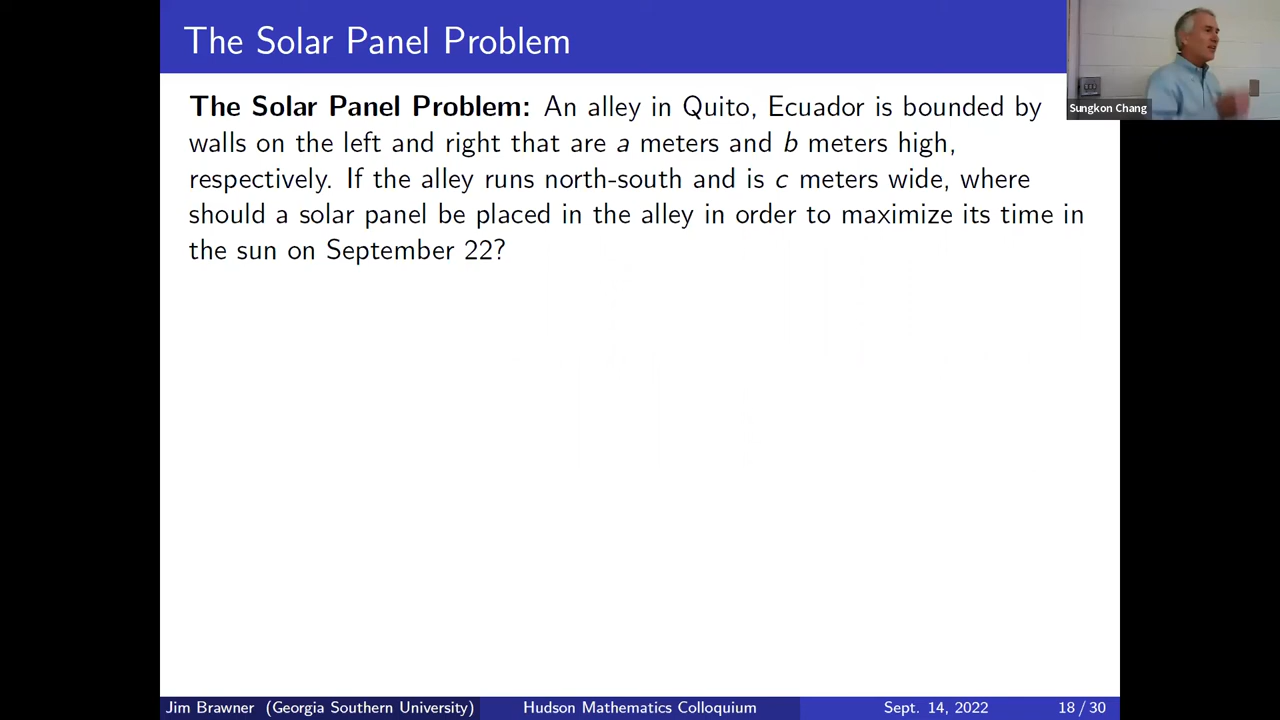 The Solar Panel Problem
The Solar Panel Problem: An alley in Quito, Ecuador is bounded by
walls on the left and right that are a meters and b meters high,
respectively. If the alley runs north-south and is c meters wide, where
should a solar panel be placed in the alley in order to maximize its time in
the sun on September 22?
Sungkon Chang
Jim Brawner (Georgia Southern University) Hudson Mathematics Colloquium Sept. 14, 2022 18 / 30